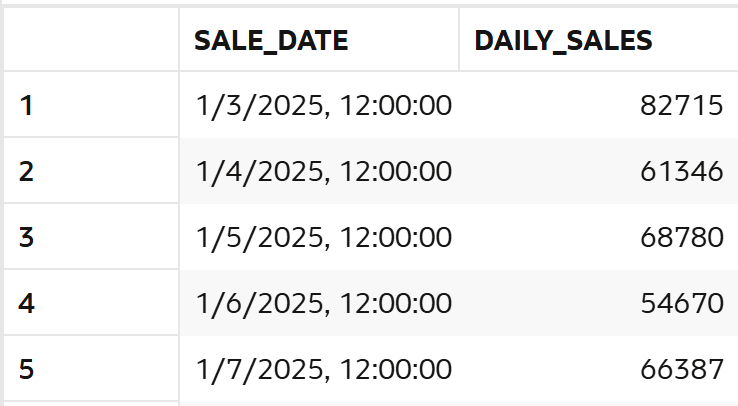 SALE_DATE DAILY_SALES
1 1/3/2025, 12:00:00 82715
2 1/4/2025, 12:00:00 61346
3 1/5/2025, 12:00:00 68780
4 1/6/2025, 12:00:00 54670
5 1/7/2025, 12:00:00 66387